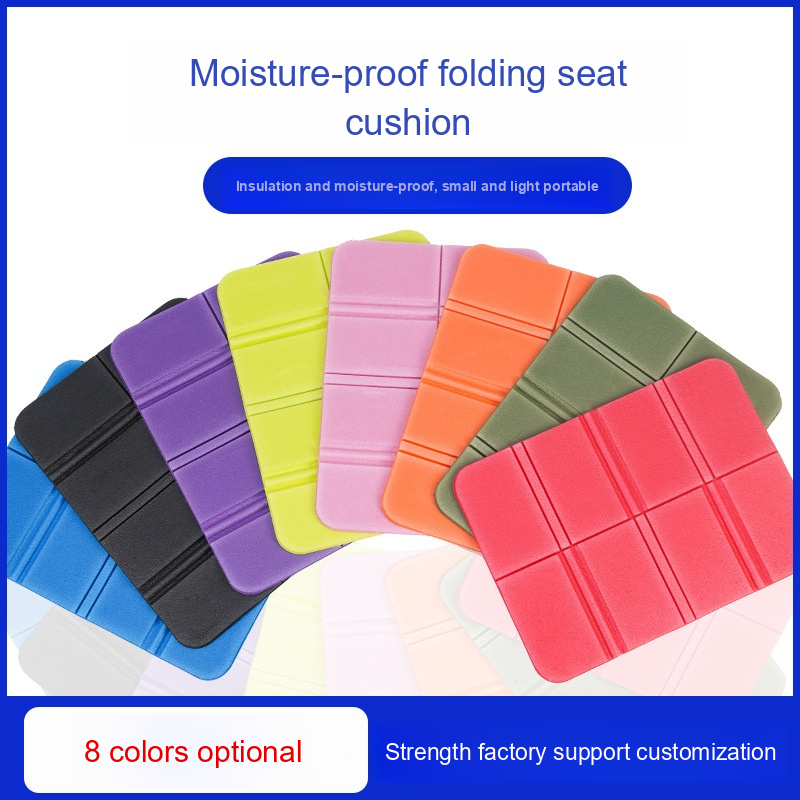 Moisture-proof folding seat
cushion
Insulation and moisture-proof, small and light portable
8 colors optional
Strength factory support customization